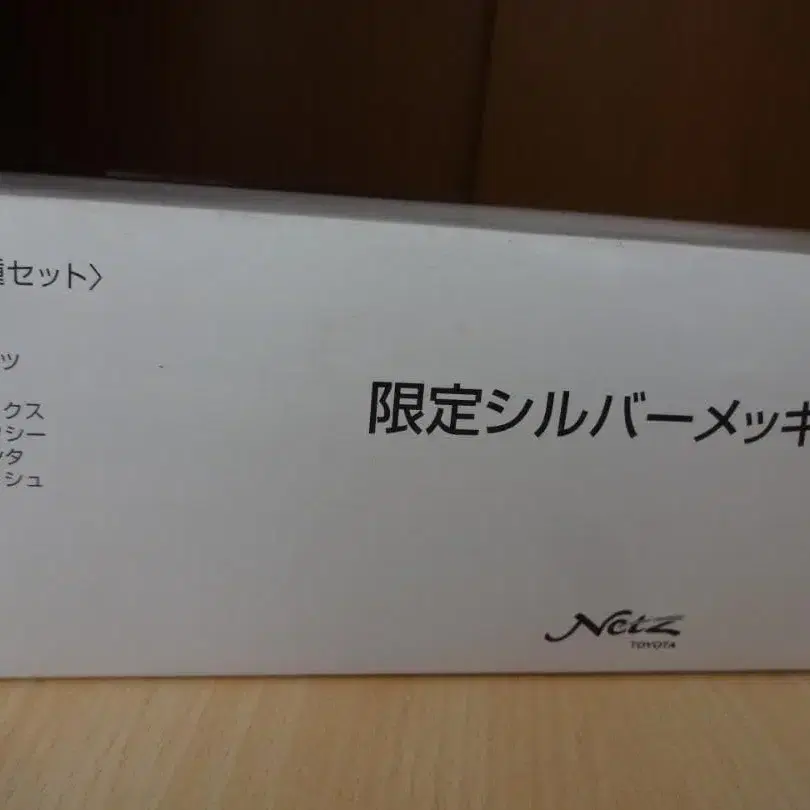 種セット〉
ツ
クス
シー
タ
シュ
限定シルバーメッキ
Netz
TOYOTA